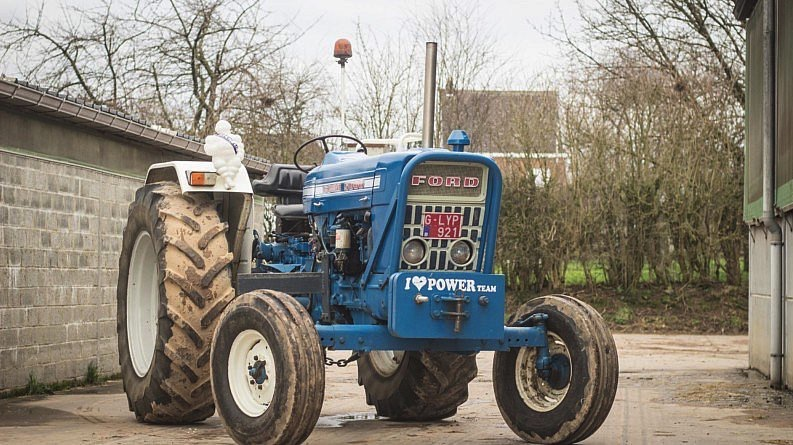 FORD
G-LYP
921
I ❤ POWER TEAM